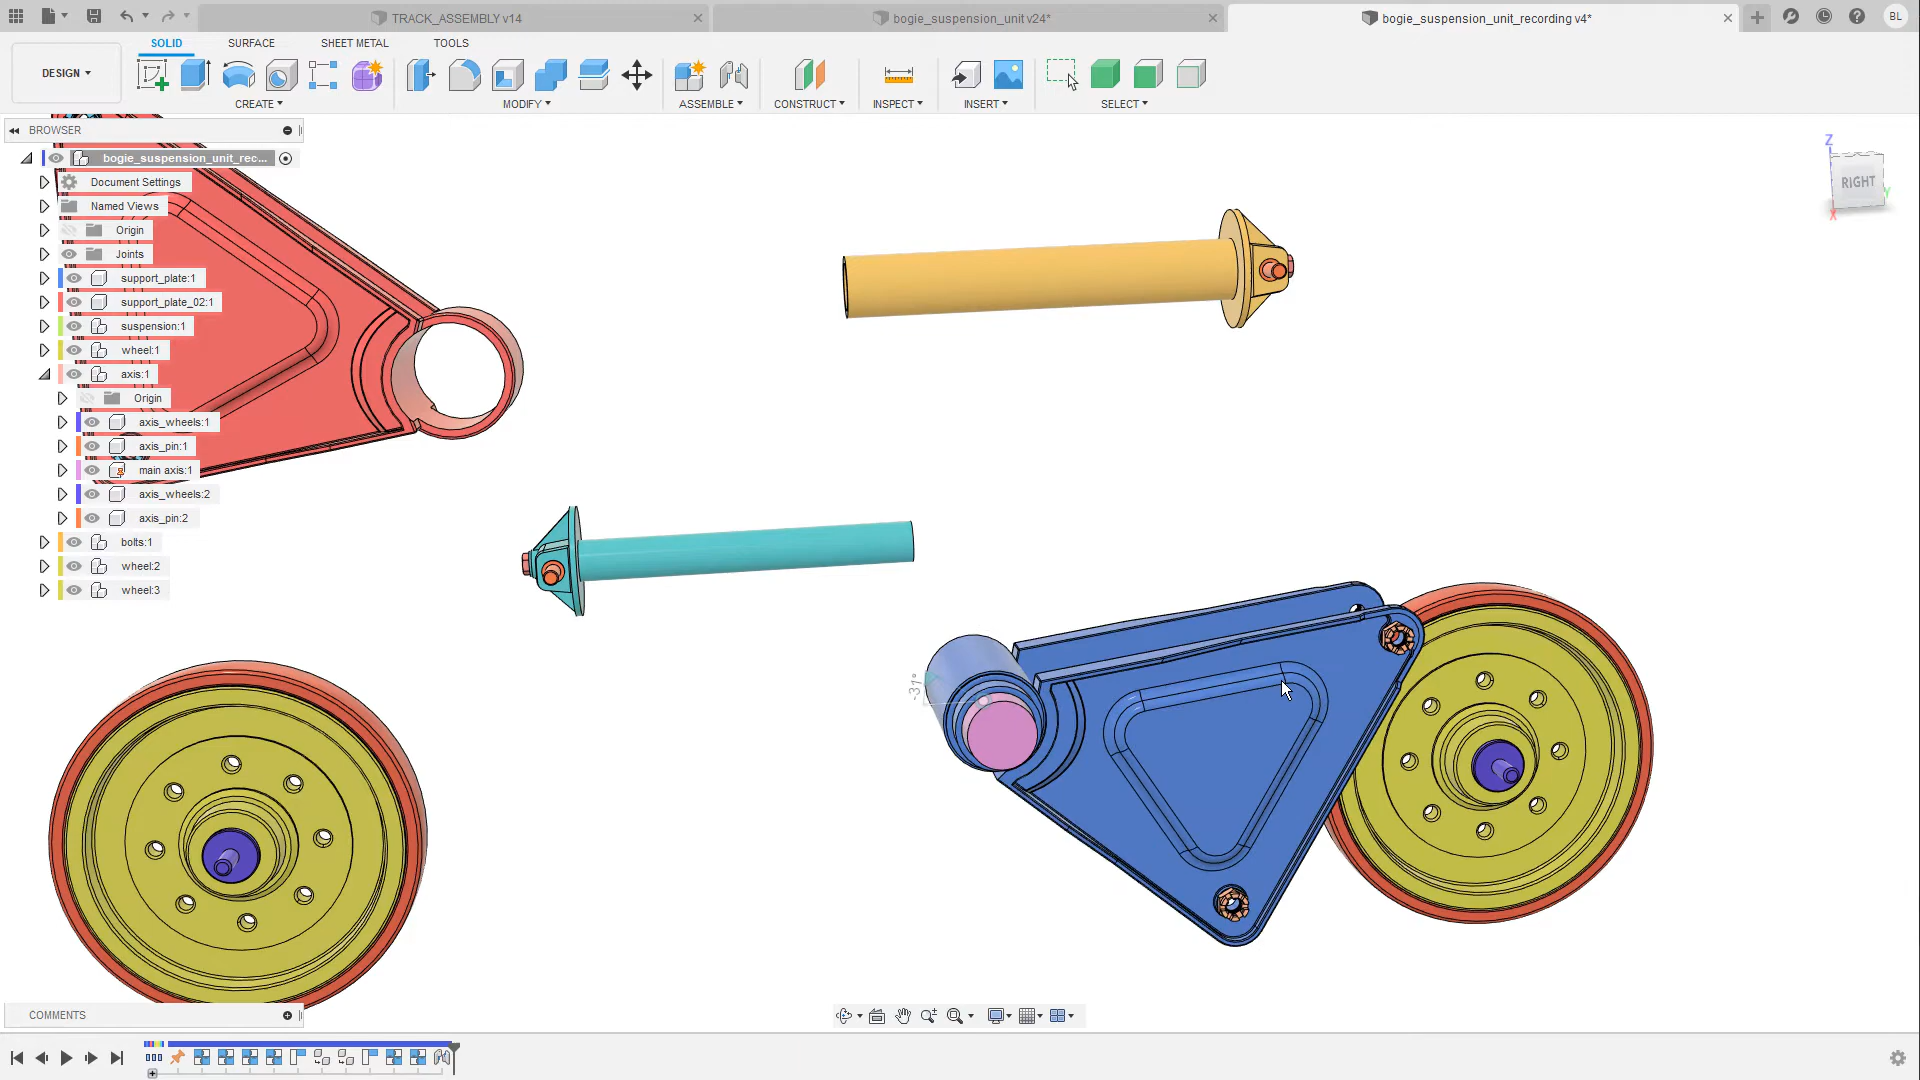 TRACK_ASSEMBLY v14
bogie_suspension_unit v24*
bogie_suspension_unit_recording v4*
BL
SOLID
SURFACE
SHEET METAL
TOOLS
DESIGN
CREATE
MODIFY
ASSEMBLE
CONSTRUCT
INSPECT
INSERT
SELECT
BROWSER
bogie_suspension_unit_rec...
Document Settings
Named Views
Origin
Joints
support_plate:1
support_plate_02:1
suspension:1
wheel:1
axis:1
Origin
axis_wheels:1
axis_pin:1
main axis:1
axis_wheels:2
axis_pin:2
bolts:1
wheel:2
wheel:3
Z
RIGHT
Y
X
-31°
COMMENTS